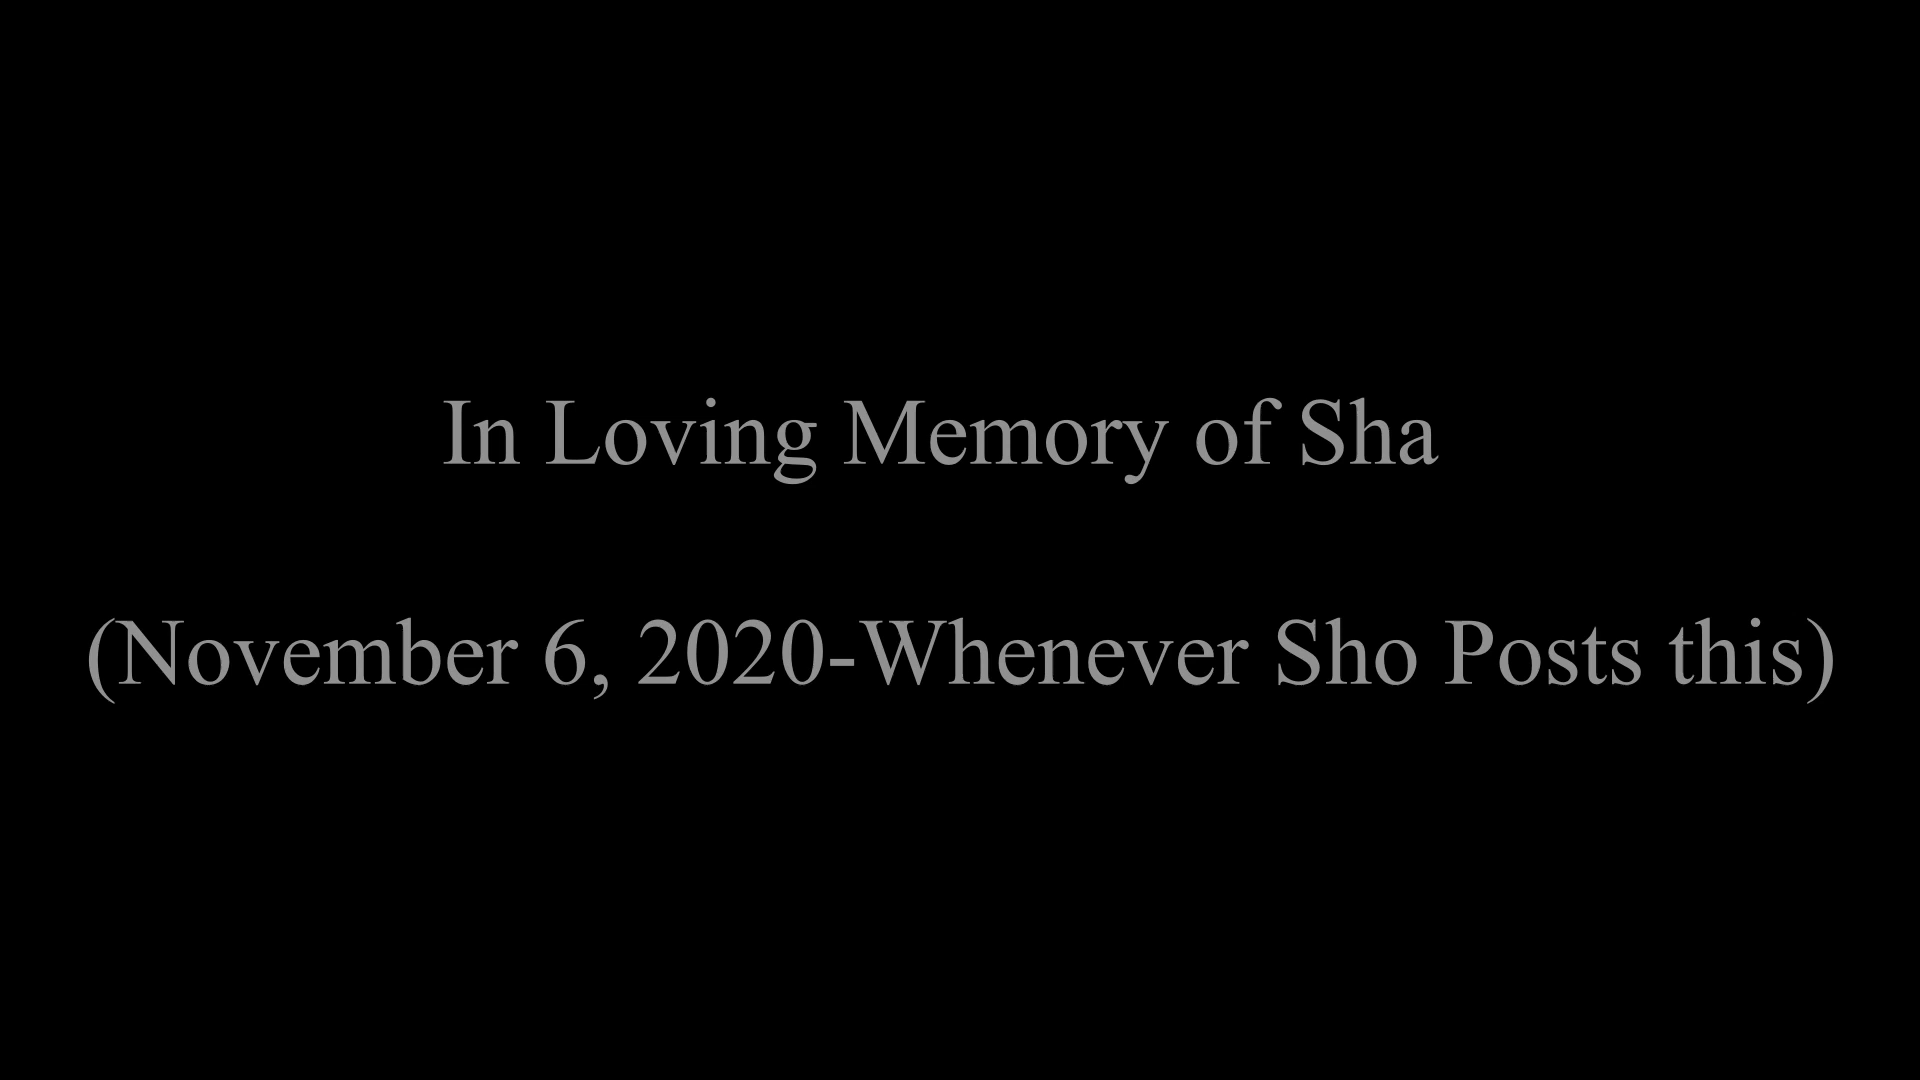 In Loving Memory of Sha
(November 6, 2020-Whenever Sho Posts this)